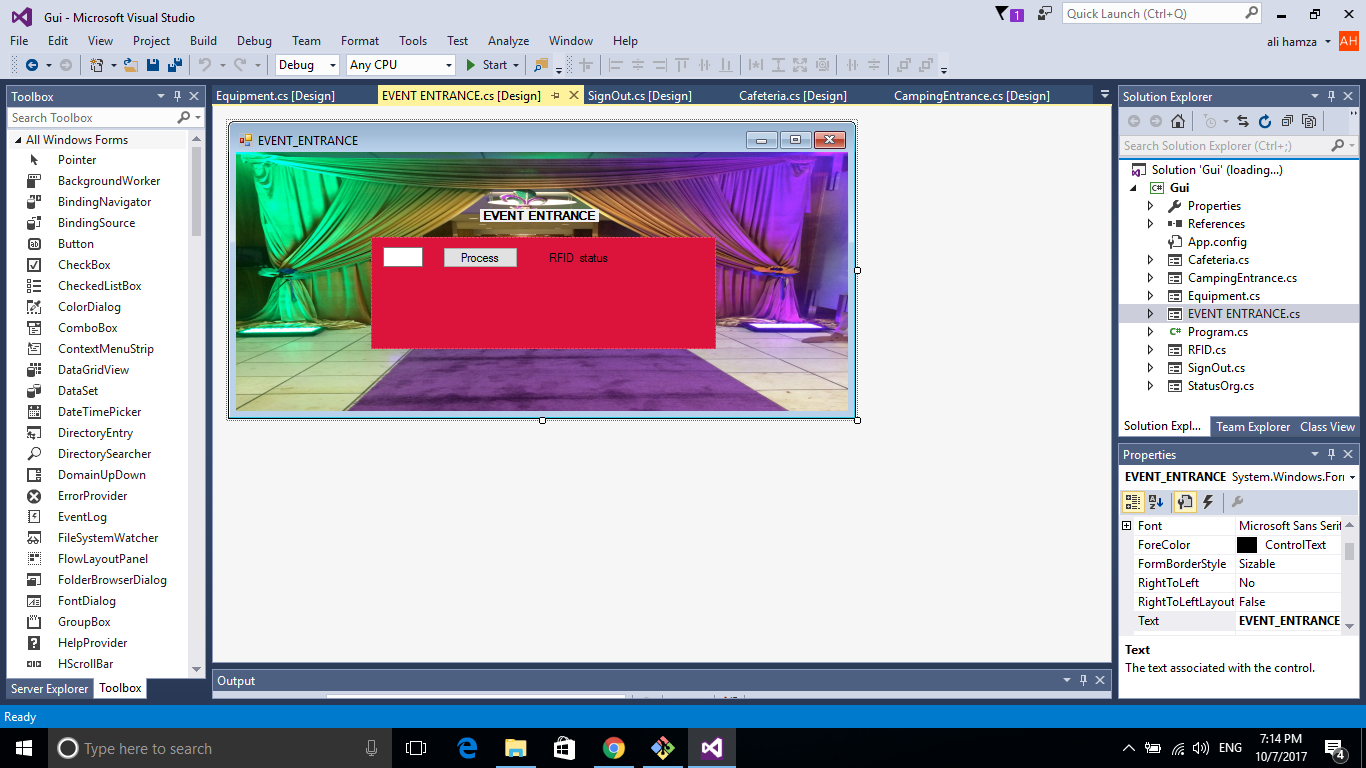 Gui - Microsoft Visual Studio
1
Quick Launch (Ctrl+Q)
File Edit View Project Build Debug Team Format Tools Test Analyze Window Help
ali hamza
AH
Debug
Any CPU
Start
Toolbox
Search Toolbox
All Windows Forms
Pointer
BackgroundWorker
BindingNavigator
BindingSource
Button
CheckBox
CheckedListBox
ColorDialog
ComboBox
ContextMenuStrip
DataGridView
DataSet
DateTimePicker
DirectoryEntry
DirectorySearcher
DomainUpDown
ErrorProvider
EventLog
FileSystemWatcher
FlowLayoutPanel
FolderBrowserDialog
FontDialog
GroupBox
HelpProvider
HScrollBar
Server Explorer
Toolbox
Equipment.cs [Design]
EVENT ENTRANCE.cs [Design]
SignOut.cs [Design]
Cafeteria.cs [Design]
CampingEntrance.cs [Design]
EVENT_ENTRANCE
EVENT ENTRANCE
Process
RFID status
Output
Solution Explorer
Search Solution Explorer (Ctrl+;)
Solution 'Gui' (loading...)
C# Gui
Properties
References
App.config
Cafeteria.cs
CampingEntrance.cs
Equipment.cs
EVENT ENTRANCE.cs
C# Program.cs
RFID.cs
SignOut.cs
StatusOrg.cs
Solution Expl...
Team Explorer
Class View
Properties
EVENT_ENTRANCE System.Windows.For
Font Microsoft Sans Serif
ForeColor ControlText
FormBorderStyle Sizable
RightToLeft No
RightToLeftLayout False
Text EVENT_ENTRANCE
Text
The text associated with the control.
Ready
Type here to search
ENG
7:14 PM
10/7/2017
4